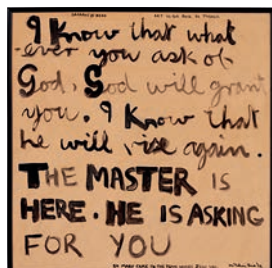 I Know that what
-ever you ask of
God, God will grant
you. I Know that
he will rise again.
THE MASTER IS
HERE. HE IS ASKING
FOR YOU